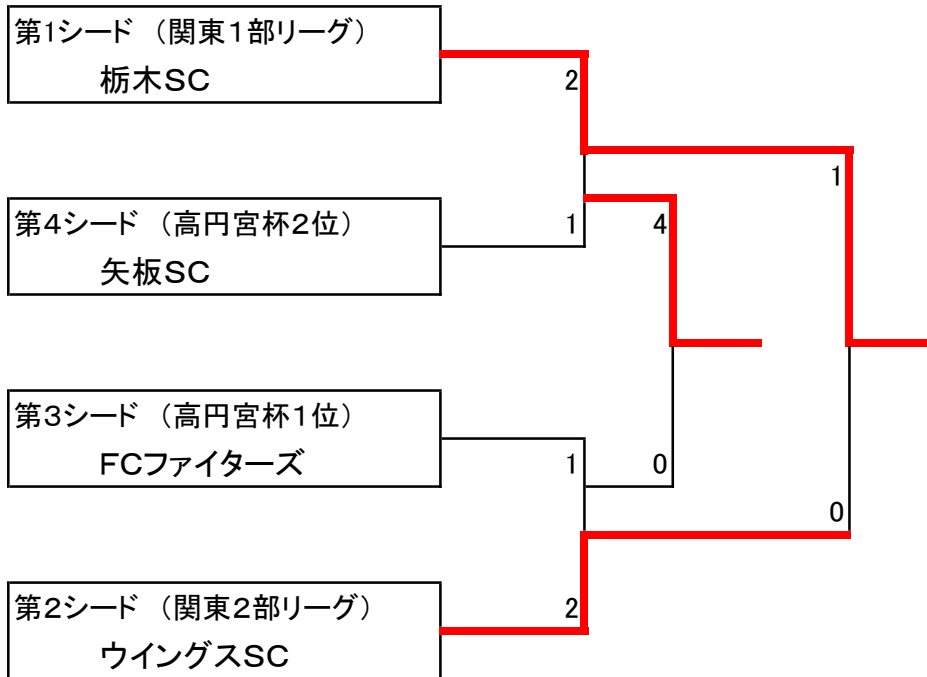 第1シード （関東１部リーグ）
栃木SC
2
1
第４シード （高円宮杯２位）
1
4
矢板SC
第３シード （高円宮杯１位）
FCファイターズ
1
0
0
第２シード （関東２部リーグ）
2
ウイングスSC